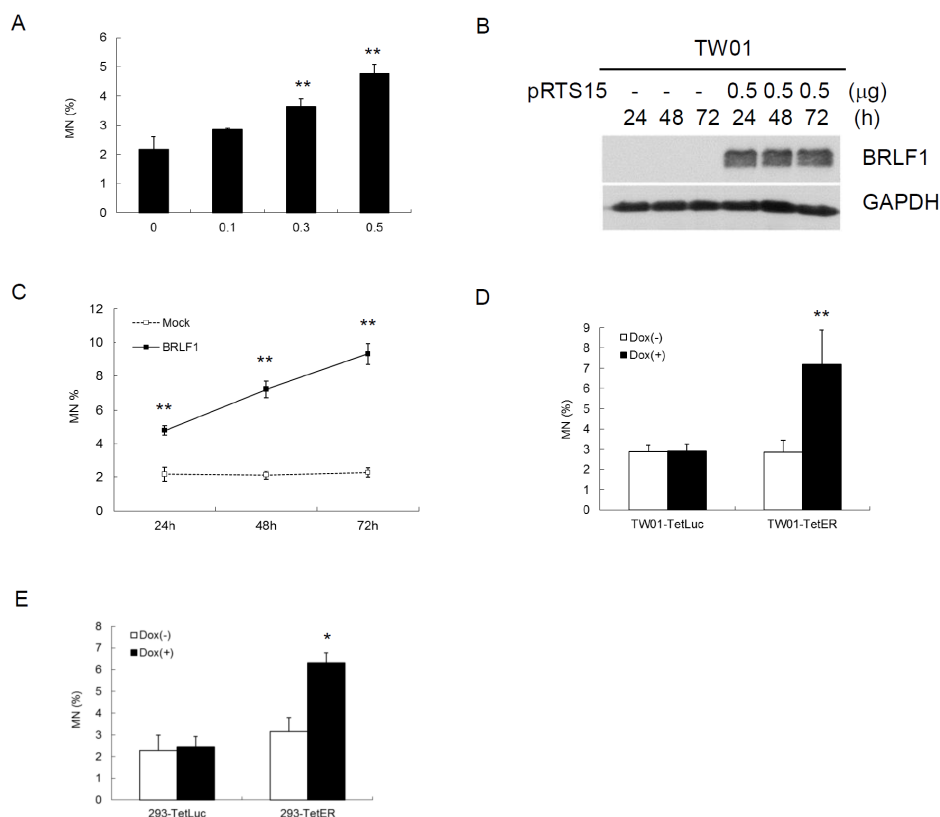 A
MN (%)
6
5
4
3
2
1
0
**
**
0 0.1 0.3 0.5
B
TW01
pRTS15 - - - 0.5 0.5 0.5 (μg)
24 48 72 24 48 72 (h)
BRLF1
GAPDH
C
MN %
12
10
8
6
4
2
0
Mock
BRLF1
**
**
**
24h 48h 72h
D
MN (%)
9
8
7
6
5
4
3
2
1
0
Dox(-)
Dox(+)
**
TW01-TetLuc TW01-TetER
E
MN (%)
8
7
6
5
4
3
2
1
0
Dox(-)
Dox(+)
*
293-TetLuc 293-TetER